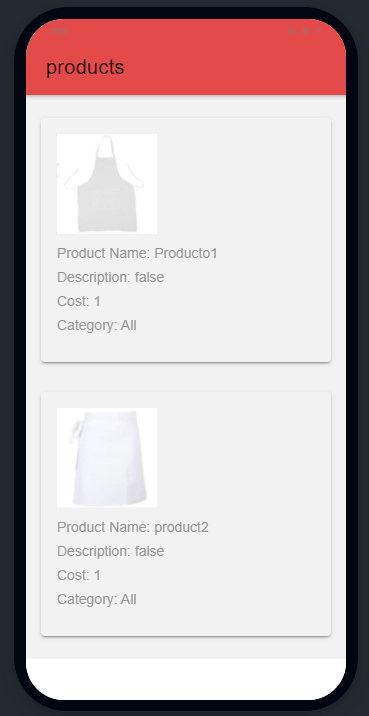 products
Product Name: Producto1
Description: false
Cost: 1
Category: All
Product Name: product2
Description: false
Cost: 1
Category: All